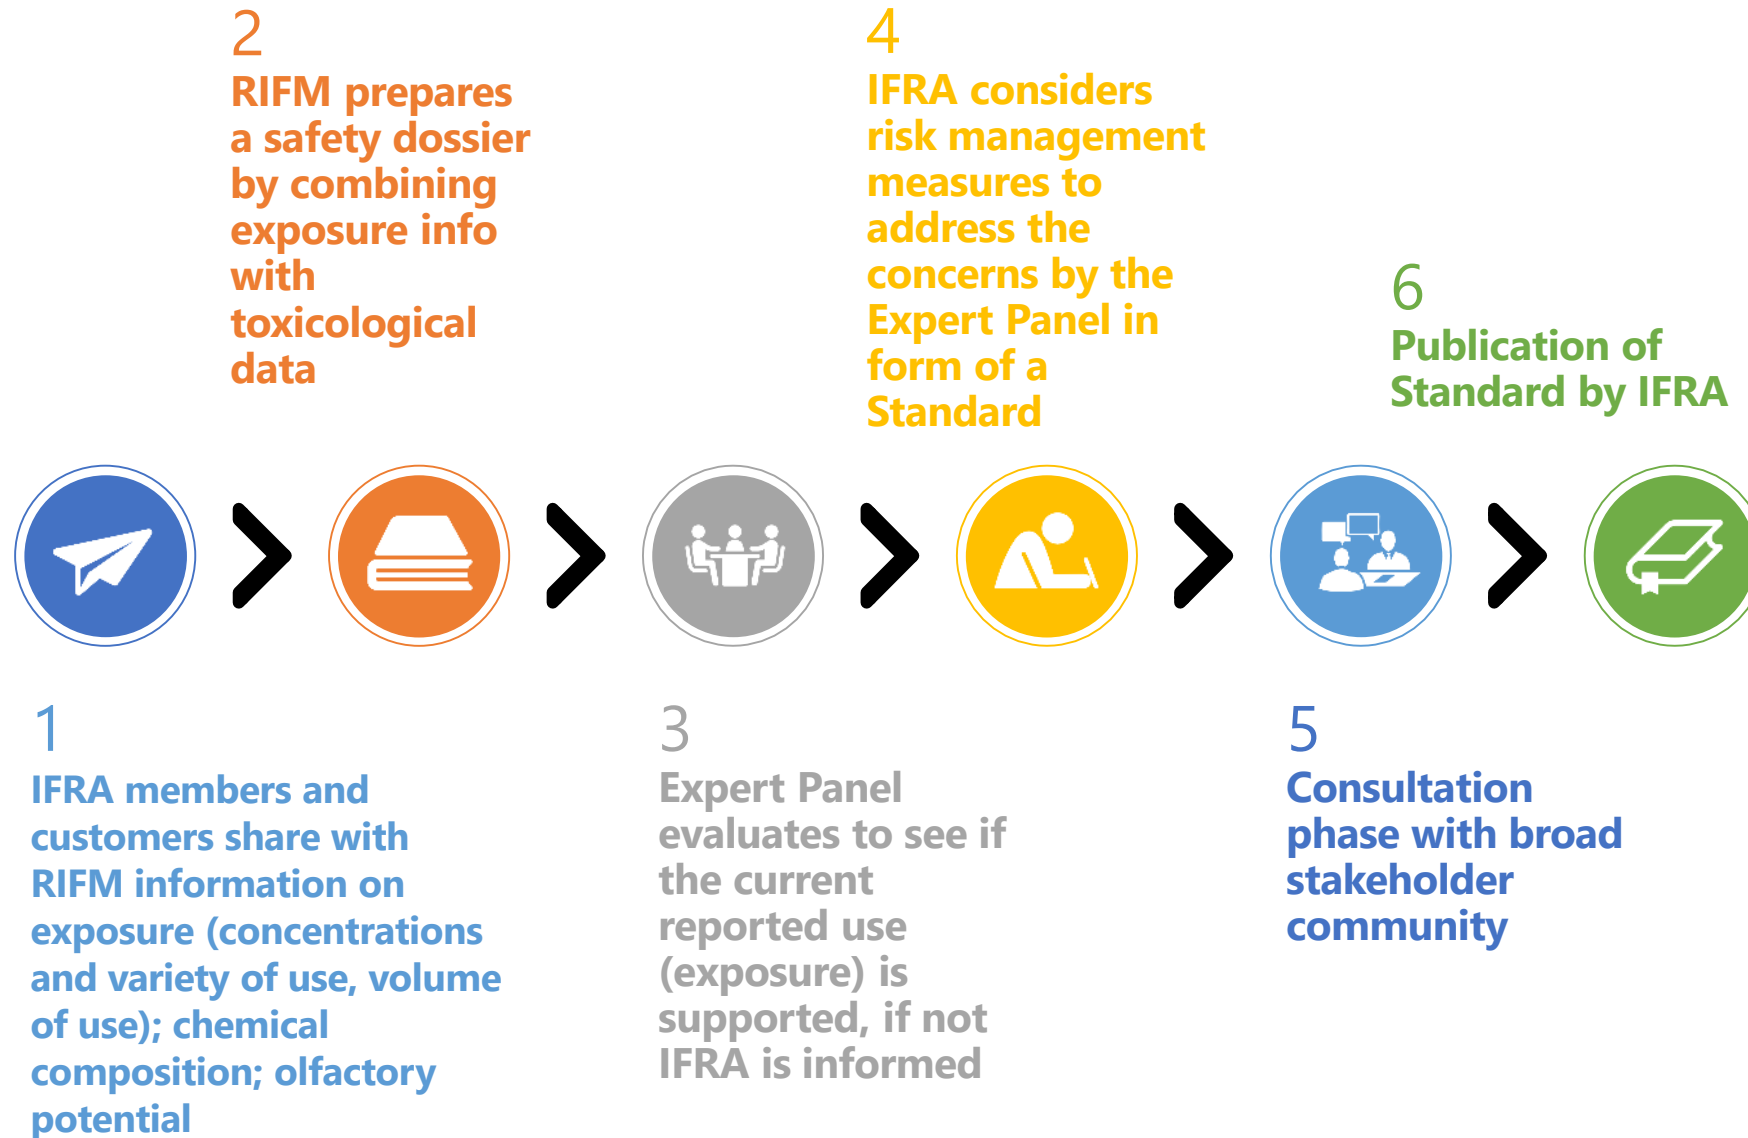 1
IFRA members and
customers share with
RIFM information on
exposure (concentrations
and variety of use, volume
of use); chemical
composition; olfactory
potential
2
RIFM prepares
a safety dossier
by combining
exposure info
with
toxicological
data
3
Expert Panel
evaluates to see if
the current
reported use
(exposure) is
supported, if not
IFRA is informed
4
IFRA considers
risk management
measures to
address the
concerns by the
Expert Panel in
form of a
Standard
5
Consultation
phase with broad
stakeholder
community
6
Publication of
Standard by IFRA